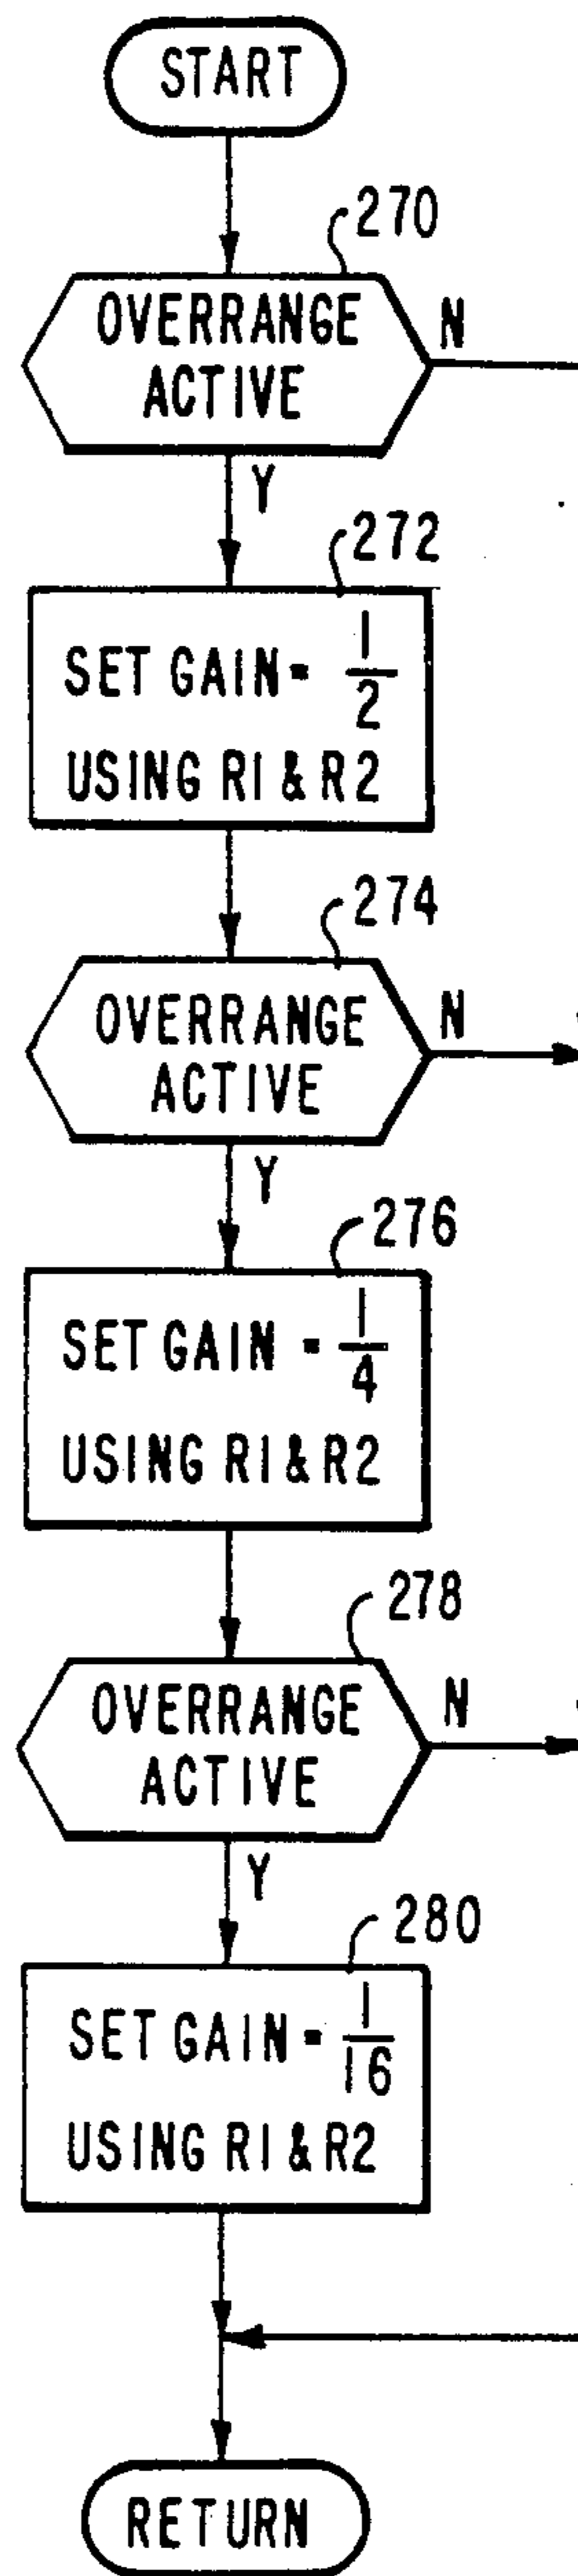 START
270
OVERRANGE
ACTIVE
N
Y
272
SET GAIN = 1/2
USING R1 & R2
274
OVERRANGE
ACTIVE
N
Y
276
SET GAIN = 1/4
USING R1 & R2
278
OVERRANGE
ACTIVE
N
Y
280
SET GAIN = 1/16
USING R1 & R2
RETURN